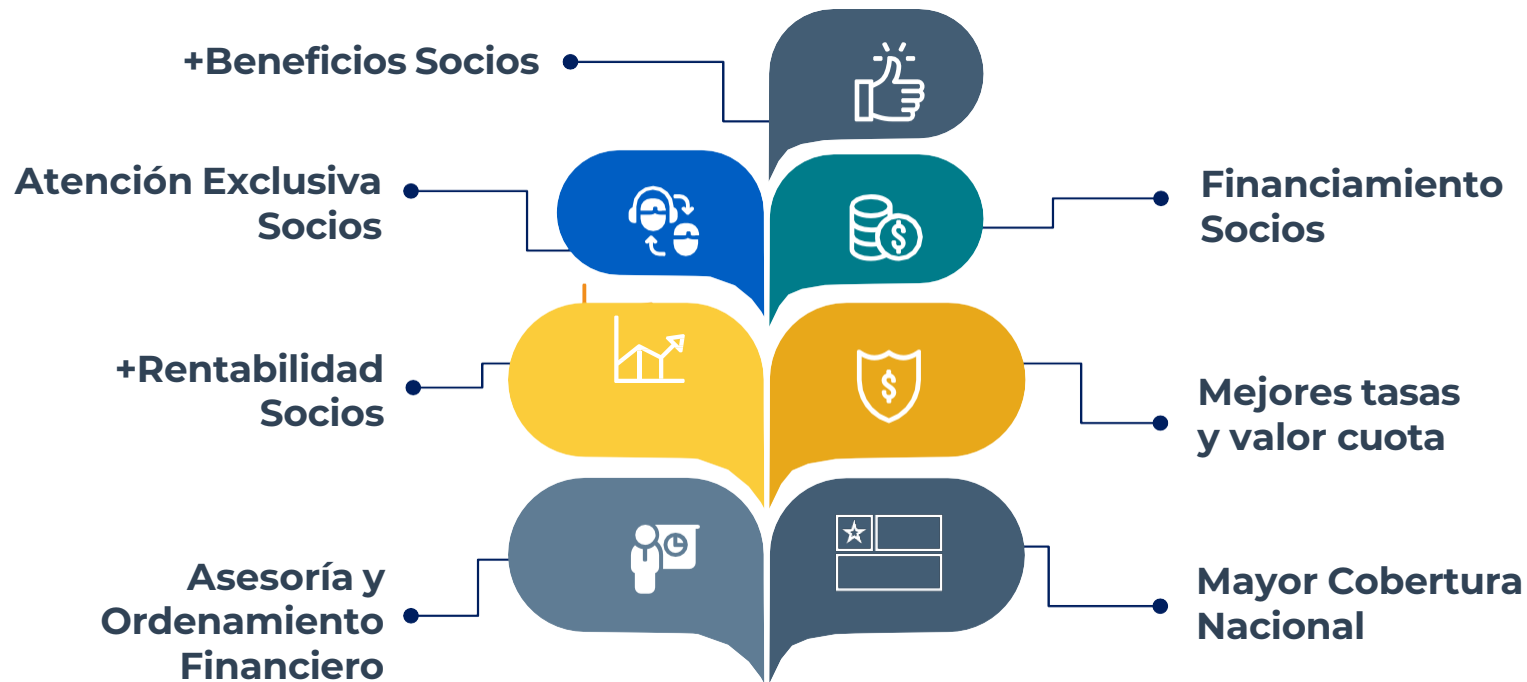 +Beneficios Socios
Atención Exclusiva
Socios
Financiamiento
Socios
+Rentabilidad
Socios
Mejores tasas
y valor cuota
Asesoría y
Ordenamiento
Financiero
Mayor Cobertura
Nacional
$
$